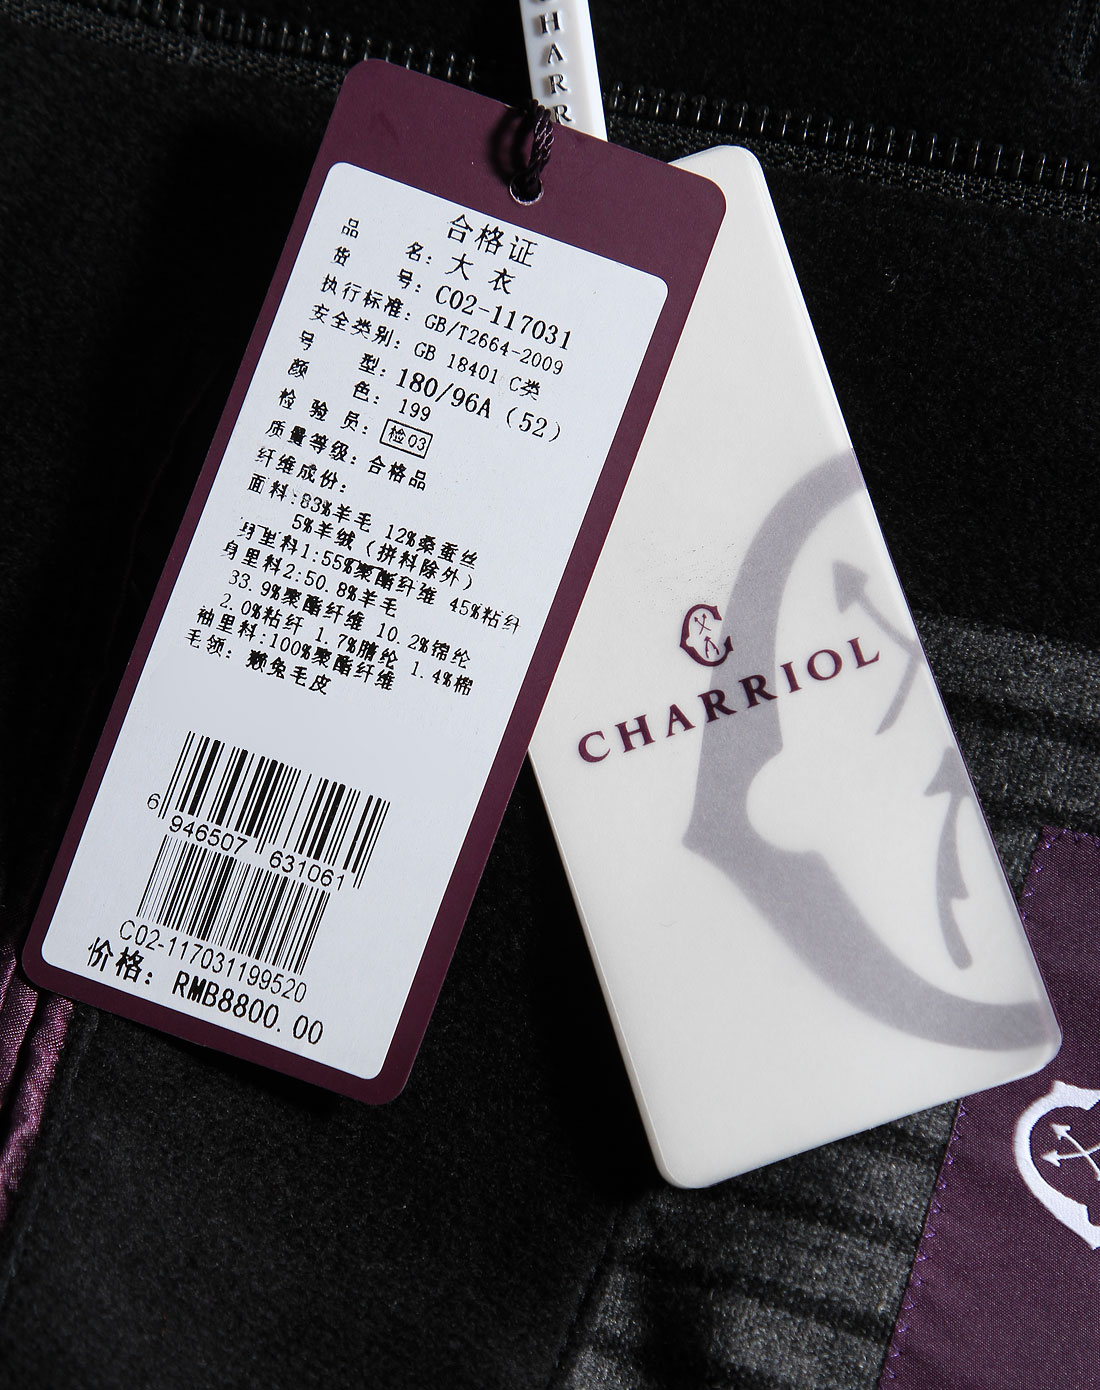 CHARR
合格证
品 名: 大 衣
货 号: C02-117031
执行标准: GB/T2664-2009
安全类别: GB 18401 C类
号 型: 180/96A (52)
颜 色: 199
检 验 员: 检03
质量等级: 合格品
纤维成份:
面料:83%羊毛 12%桑蚕丝
5%羊绒 (拼料除外)
身里料1:55%聚酯纤维 45%粘纤
身里料2:50.8%羊毛
33.9%聚酯纤维 10.2%锦纶
2.0%粘纤 1.7%腈纶 1.4%棉
袖里料:100%聚酯纤维
毛领: 獭兔毛皮
6 946507 631061
C02-117031199520
价格: RMB8800.00
CHARRIOL